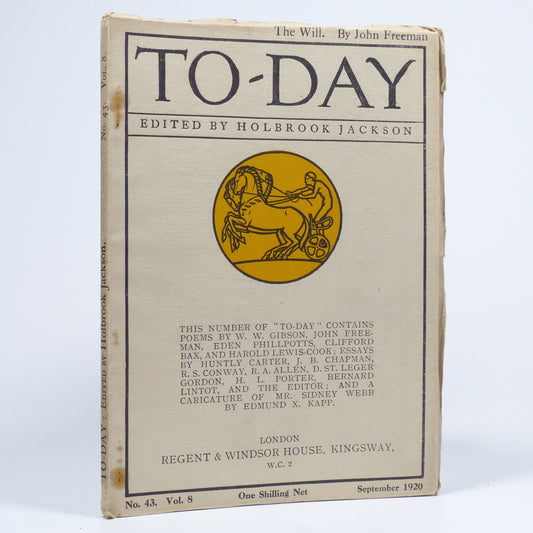 The Will. By John Freeman
TO-DAY
EDITED BY HOLBROOK JACKSON
THIS NUMBER OF "TO-DAY" CONTAINS
POEMS BY W. W. GIBSON, JOHN FREE-
MAN, EDEN PHILLPOTTS, CLIFFORD
BAX, AND HAROLD LEWIS-COOK; ESSAYS
BY HUNTLY CARTER, J. B. CHAPMAN,
R. S. CONWAY, R. A. ALLEN, D. ST. LEGER
GORDON, H. L. PORTER, BERNARD
LINTOT, AND THE EDITOR; AND A
CARICATURE OF MR. SIDNEY WEBB
BY EDMUND X. KAPP.
LONDON
REGENT & WINDSOR HOUSE, KINGSWAY,
W.C. 2
No. 43. Vol. 8 One Shilling Net September 1920
TO-DAY: Edited by Holbrook Jackson. No. 43. Vol. 8.